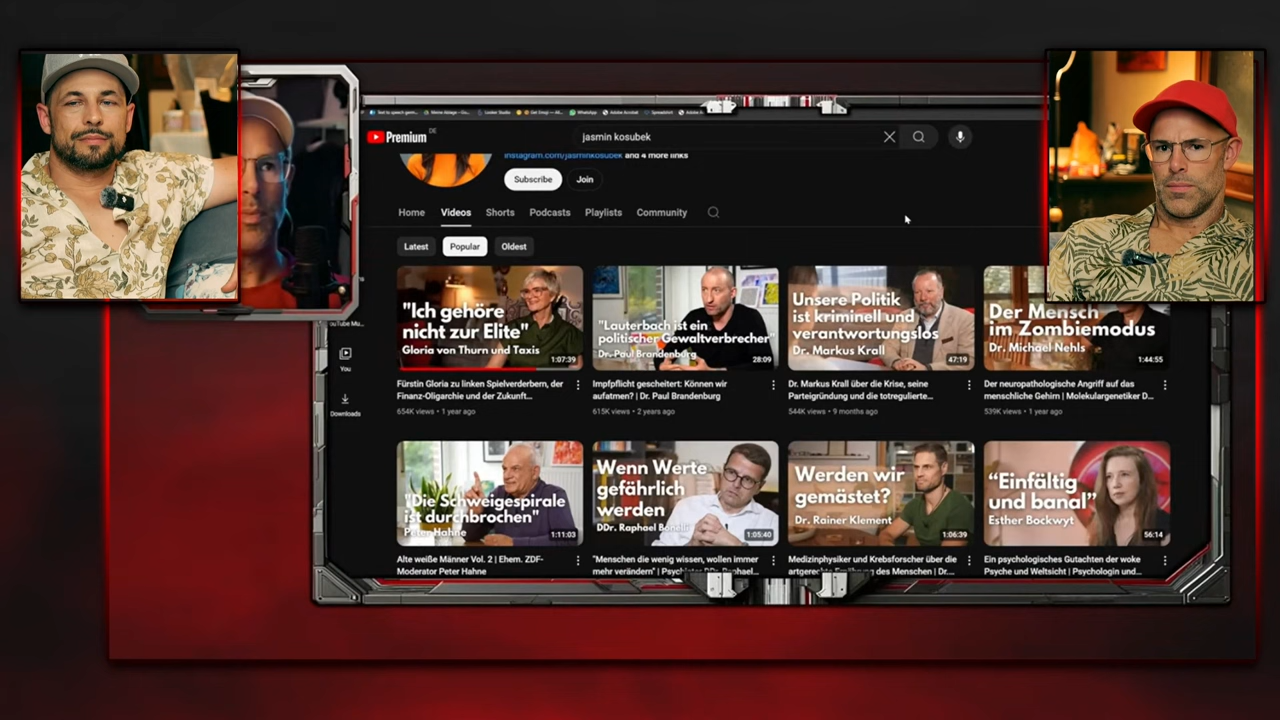 Premium DE
jasmin kosubek
instagram.com/jasminkosubek and 4 more links
Subscribe
Join
Home
Videos
Shorts
Podcasts
Playlists
Community
Latest
Popular
Oldest
"Ich gehöre
nicht zur Elite"
Gloria von Thurn und Taxis
1:07:39
"Lauterbach ist ein
politischer Gewaltverbrecher"
Dr. Paul Brandenburg
28:09
Unsere Politik
ist kriminell und
verantwortungslos
Dr. Markus Krall
47:19
Der Mensch
im Zombiemodus
Dr. Michael Nehls
1:44:55
Fürstin Gloria zu linken Spielverderbern, der
Finanz-Oligarchie und der Zukunft...
654K views • 1 year ago
Impfpflicht gescheitert: Können wir
aufatmen? | Dr. Paul Brandenburg
615K views • 2 years ago
Dr. Markus Krall über die Krise, seine
Parteigründung und die totregulierte...
544K views • 9 months ago
Der neuropathologische Angriff auf das
menschliche Gehirn | Molekulargenetiker D...
539K views • 1 year ago
You
Downloads
"Die Schweigespirale
ist durchbrochen"
Peter Hahne
1:11:03
Wenn Werte
gefährlich
werden
DDr. Raphael Bonelli
1:05:40
Werden wir
gemästet?
Dr. Rainer Klement
1:06:39
"Einfältig
und banal"
Esther Bockwyt
56:14
Alte weiße Männer Vol. 2 | Ehem. ZDF-
Moderator Peter Hahne
"Menschen die wenig wissen, wollen immer
mehr verändern" |
Medizinphysiker und Krebsforscher über die
artgerechte Ernährung des Menschen | Dr....
Ein psychologisches Gutachten der woke
Psyche und Weltsicht | Psychologin und...